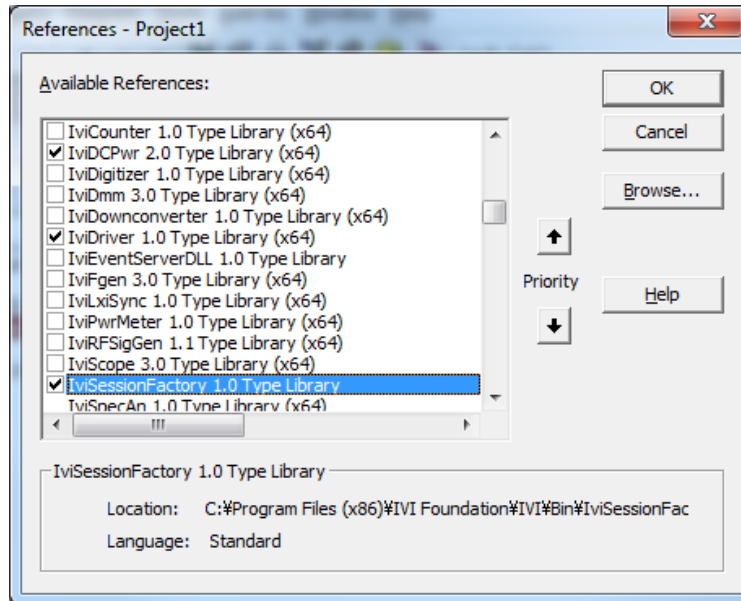 References - Project1
Available References:
OK
IviCounter 1.0 Type Library (x64)
Cancel
IviDCPwr 2.0 Type Library (x64)
IviDigitizer 1.0 Type Library (x64)
IviDmm 3.0 Type Library (x64)
Browse...
IviDownconverter 1.0 Type Library (x64)
IviDriver 1.0 Type Library (x64)
IviEventServerDLL 1.0 Type Library
IviFgen 3.0 Type Library (x64)
Priority
IviLxiSync 1.0 Type Library (x64)
Help
IviPwrMeter 1.0 Type Library (x64)
IviRFSigGen 1.1 Type Library (x64)
IviScope 3.0 Type Library (x64)
IviSessionFactory 1.0 Type Library
IviSpecAn 1.0 Type Library (x64)
IviSessionFactory 1.0 Type Library
Location: C:¥Program Files (x86)¥IVI Foundation¥IVI¥Bin¥IviSessionFac
Language: Standard